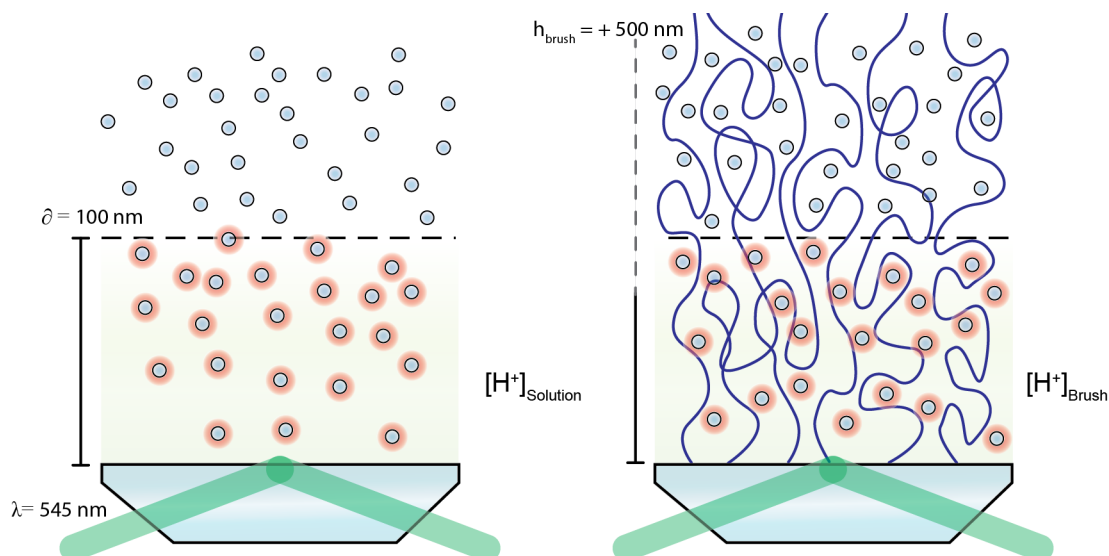 h_brush = + 500 nm
∂ = 100 nm
[H⁺]_Solution
[H⁺]_Brush
λ= 545 nm